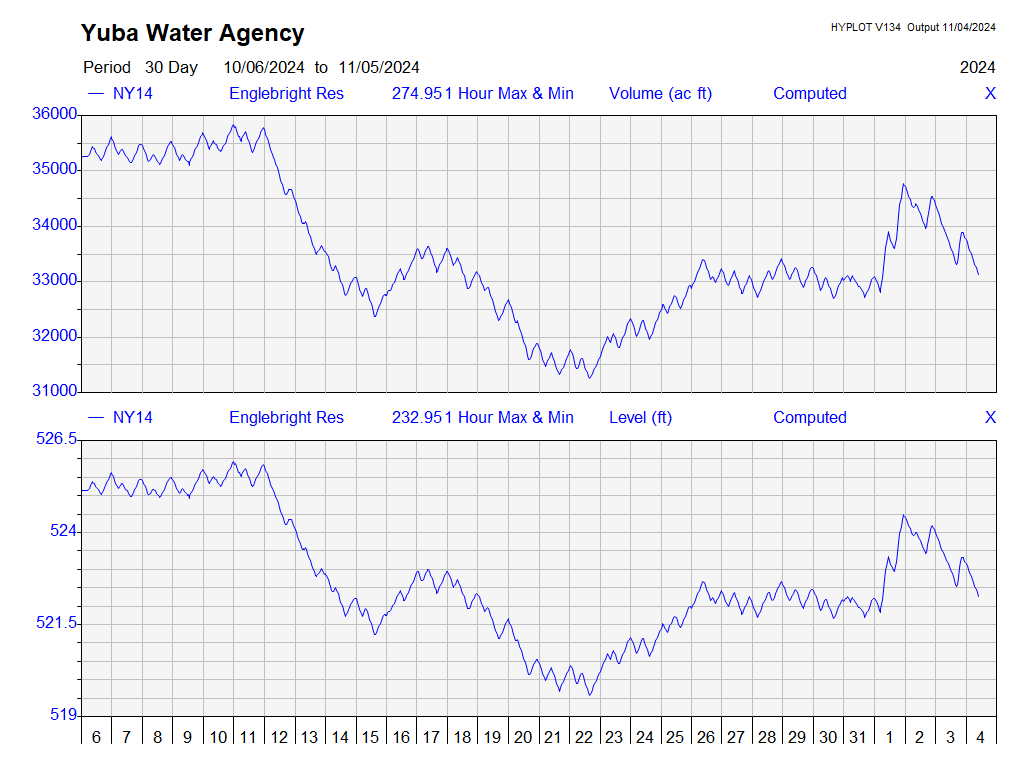 Yuba Water Agency
HYPLOT V134 Output 11/04/2024
Period 30 Day 10/06/2024 to 11/05/2024 2024
— NY14 Englebright Res 274.951 Hour Max & Min Volume (ac ft) Computed X
36000
35000
34000
33000
32000
31000
— NY14 Englebright Res 232.951 Hour Max & Min Level (ft) Computed X
526.5
524
521.5
519
6 7 8 9 10 11 12 13 14 15 16 17 18 19 20 21 22 23 24 25 26 27 28 29 30 31 1 2 3 4